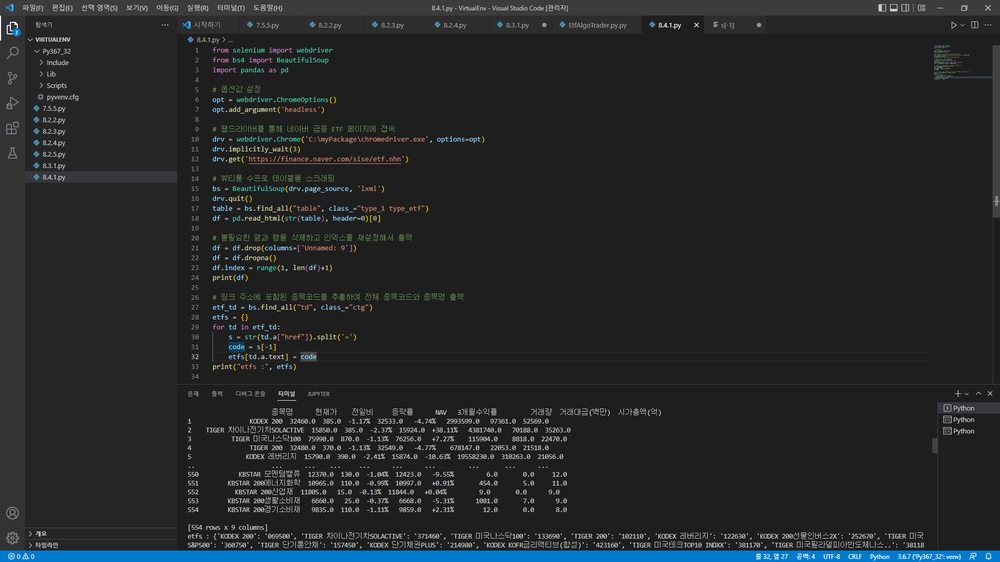 파일(F) 편집(E) 선택 영역(S) 보기(V) 이동(G) 실행(R) 터미널(T) 도움말(H)
8.4.1.py - VirtualEnv - Visual Studio Code [관리자]
탐색기
시작하기 7.5.5.py 8.2.2.py 8.2.3.py 8.2.4.py 8.3.1.py EtfAlgoTrader.py.py 8.4.1.py s[-1]
2
VIRTUALENV
Py367_32
Include
Lib
Scripts
pyvenv.cfg
7.5.5.py
8.2.2.py
8.2.3.py
8.2.4.py
8.2.5.py
8.3.1.py
8.4.1.py
개요
타임라인
8.4.1.py > ...
1 from selenium import webdriver
2 from bs4 import BeautifulSoup
3 import pandas as pd
4
5 # 옵션값 설정
6 opt = webdriver.ChromeOptions()
7 opt.add_argument('headless')
8
9 # 웹드라이버를 통해 네이버 금융 ETF 페이지에 접속
10 drv = webdriver.Chrome('C:\myPackage\chromedriver.exe', options=opt)
11 drv.implicitly_wait(3)
12 drv.get('https://finance.naver.com/sise/etf.nhn')
13
14 # 뷰티풀 수프로 테이블을 스크래핑
15 bs = BeautifulSoup(drv.page_source, 'lxml')
16 drv.quit()
17 table = bs.find_all("table", class_="type_1 type_etf")
18 df = pd.read_html(str(table), header=0)[0]
19
20 # 불필요한 열과 행을 삭제하고 인덱스를 재설정해서 출력
21 df = df.drop(columns=['Unnamed: 9'])
22 df = df.dropna()
23 df.index = range(1, len(df)+1)
24 print(df)
25
26 # 링크 주소에 포함된 종목코드를 추출하여 전체 종목코드와 종목명 출력
27 etf_td = bs.find_all("td", class_="ctg")
28 etfs = {}
29 for td in etf_td:
30 s = str(td.a["href"]).split('=')
31 code = s[-1]
32 etfs[td.a.text] = code
33 print("etfs :", etfs)
34
문제 출력 디버그 콘솔 터미널 JUPYTER
종목명 현재가 전일비 등락률 NAV 3개월수익률 거래량 거래대금(백만) 시가총액(억)
1 KODEX 200 32460.0 385.0 -1.17% 32533.0 -4.74% 2993599.0 97361.0 52569.0
2 TIGER 차이나전기차SOLACTIVE 15850.0 385.0 -2.37% 15924.0 +38.11% 4381740.0 70188.0 35263.0
3 TIGER 미국나스닥100 75990.0 870.0 -1.13% 76256.0 +7.27% 115904.0 8818.0 22470.0
4 TIGER 200 32480.0 370.0 -1.13% 32549.0 -4.77% 678147.0 22053.0 21518.0
5 KODEX 레버리지 15790.0 390.0 -2.41% 15874.0 -10.63% 19558230.0 310263.0 21056.0
.. ... ... ... ... ... ... ... ... ...
550 KBSTAR 모멘텀밸류 12370.0 130.0 -1.04% 12423.0 -9.55% 6.0 0.0 12.0
551 KBSTAR 200에너지화학 10965.0 110.0 -0.99% 10997.0 +0.91% 454.0 5.0 11.0
552 KBSTAR 200산업재 11805.0 15.0 -0.13% 11844.0 +0.04% 9.0 0.0 9.0
553 KBSTAR 200생활소비재 6660.0 25.0 -0.37% 6668.0 -5.31% 1081.0 7.0 9.0
554 KBSTAR 200경기소비재 9835.0 110.0 -1.11% 9859.0 +2.31% 12.0 0.0 8.0
[554 rows x 9 columns]
etfs : {'KODEX 200': '069500', 'TIGER 차이나전기차SOLACTIVE': '371460', 'TIGER 미국나스닥100': '133690', 'TIGER 200': '102110', 'KODEX 레버리지': '122630', 'KODEX 200선물인버스2X': '252670', 'TIGER 미국
S&P500': '360750', 'TIGER 단기통안채': '157450', 'KODEX 단기채권PLUS': '214980', 'KODEX KOFR금리액티브(합성)': '423160', 'TIGER 미국테크TOP10 INDXX': '381170', 'TIGER 미국필라델피아반도체나스..': '38118
Python
Python
Python
0 0
줄 32, 열 27 공백: 4 UTF-8 CRLF Python 3.6.7 ('Py367_32': venv)